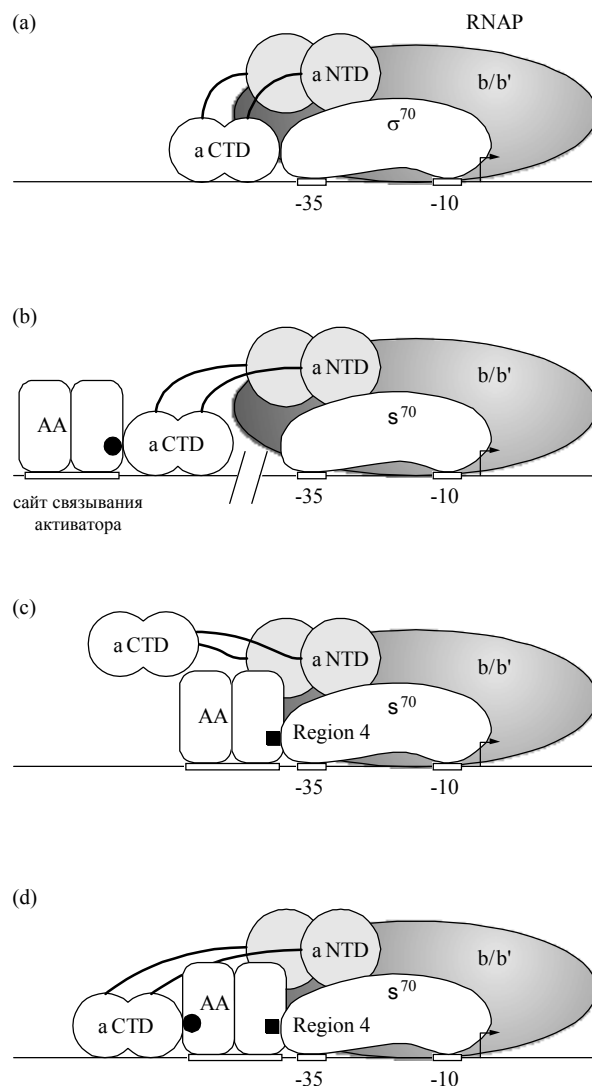 (a)
RNAP
a NTD
b/b'
σ70
a CTD
-35
-10
(b)
a NTD
b/b'
s70
AA
a CTD
сайт связывания
активатора
-35
-10
(c)
a CTD
a NTD
b/b'
AA
s70
Region 4
-35
-10
(d)
a NTD
b/b'
AA
s70
a CTD
Region 4
-35
-10